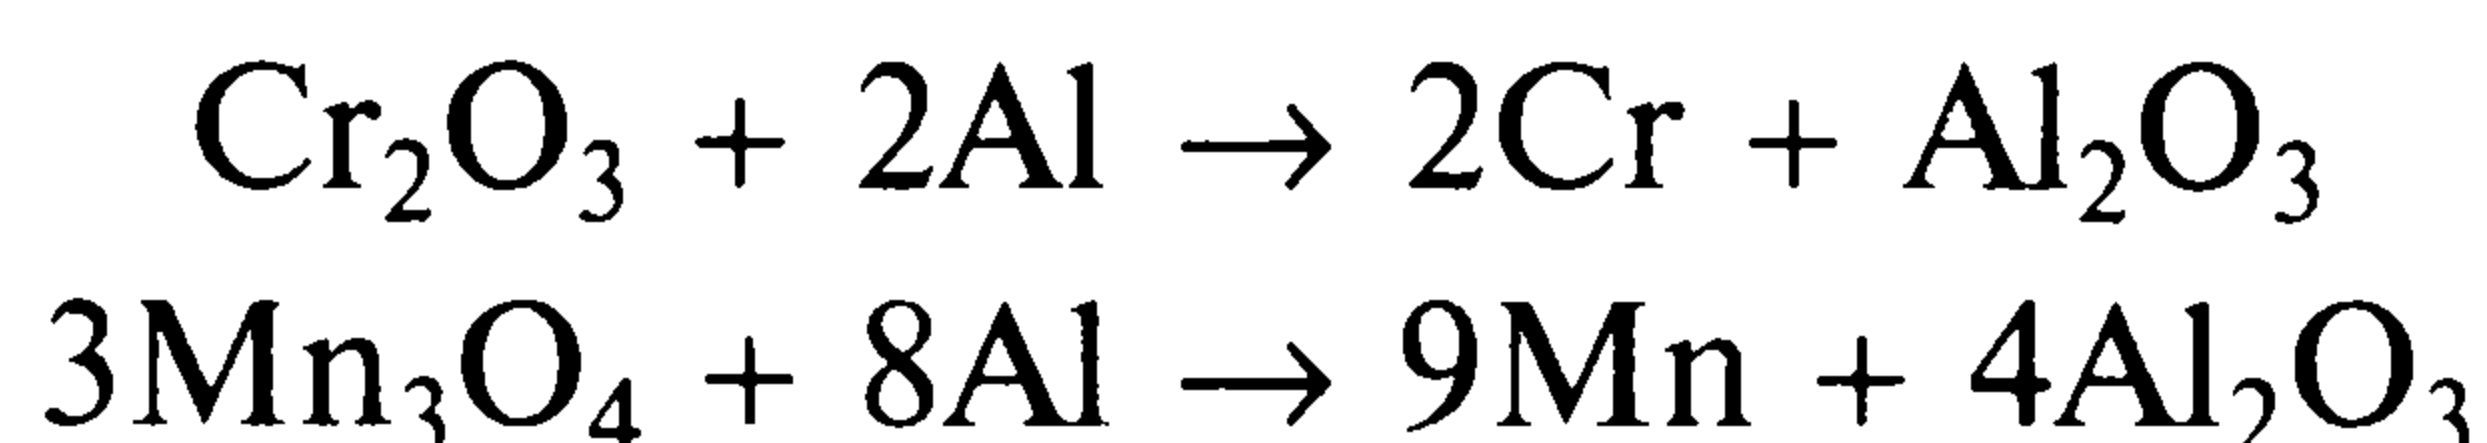 Cr₂O₃ + 2Al → 2Cr + Al₂O₃
3Mn₃O₄ + 8Al → 9Mn + 4Al₂O₃